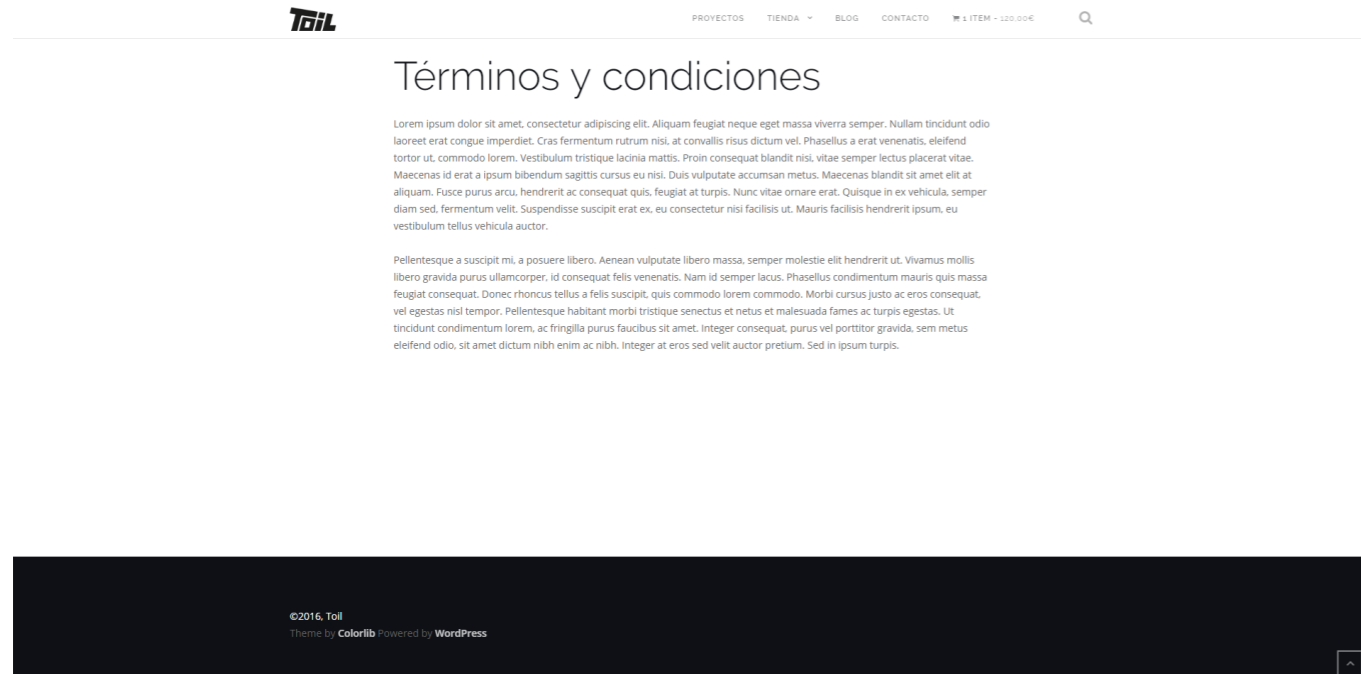 TOIL
PROYECTOS TIENDA BLOG CONTACTO 1 ITEM - 120,00€
Términos y condiciones
Lorem ipsum dolor sit amet, consectetur adipiscing elit. Aliquam feugiat neque eget massa viverra semper. Nullam tincidunt odio
laoreet erat congue imperdiet. Cras fermentum rutrum nisi, at convallis risus dictum vel. Phasellus a erat venenatis, eleifend
tortor ut, commodo lorem. Vestibulum tristique lacinia mattis. Proin consequat blandit nisi, vitae semper lectus placerat vitae.
Maecenas id erat a ipsum bibendum sagittis cursus eu nisi. Duis vulputate accumsan metus. Maecenas blandit sit amet elit at
aliquam. Fusce purus arcu, hendrerit ac consequat quis, feugiat at turpis. Nunc vitae ornare erat. Quisque in ex vehicula, semper
diam sed, fermentum velit. Suspendisse suscipit erat ex, eu consectetur nisi facilisis ut. Mauris facilisis hendrerit ipsum, eu
vestibulum tellus vehicula auctor.
Pellentesque a suscipit mi, a posuere libero. Aenean vulputate libero massa, semper molestie elit hendrerit ut. Vivamus mollis
libero gravida purus ullamcorper, id consequat felis venenatis. Nam id semper lacus. Phasellus condimentum mauris quis massa
feugiat consequat. Donec rhoncus tellus a felis suscipit, quis commodo lorem commodo. Morbi cursus justo ac eros consequat,
vel egestas nisl tempor. Pellentesque habitant morbi tristique senectus et netus et malesuada fames ac turpis egestas. Ut
tincidunt condimentum lorem, ac fringilla purus faucibus sit amet. Integer consequat, purus vel porttitor gravida, sem metus
eleifend odio, sit amet dictum nibh enim ac nibh. Integer at eros sed velit auctor pretium. Sed in ipsum turpis.
©2016, Toil
Theme by Colorlib Powered by WordPress